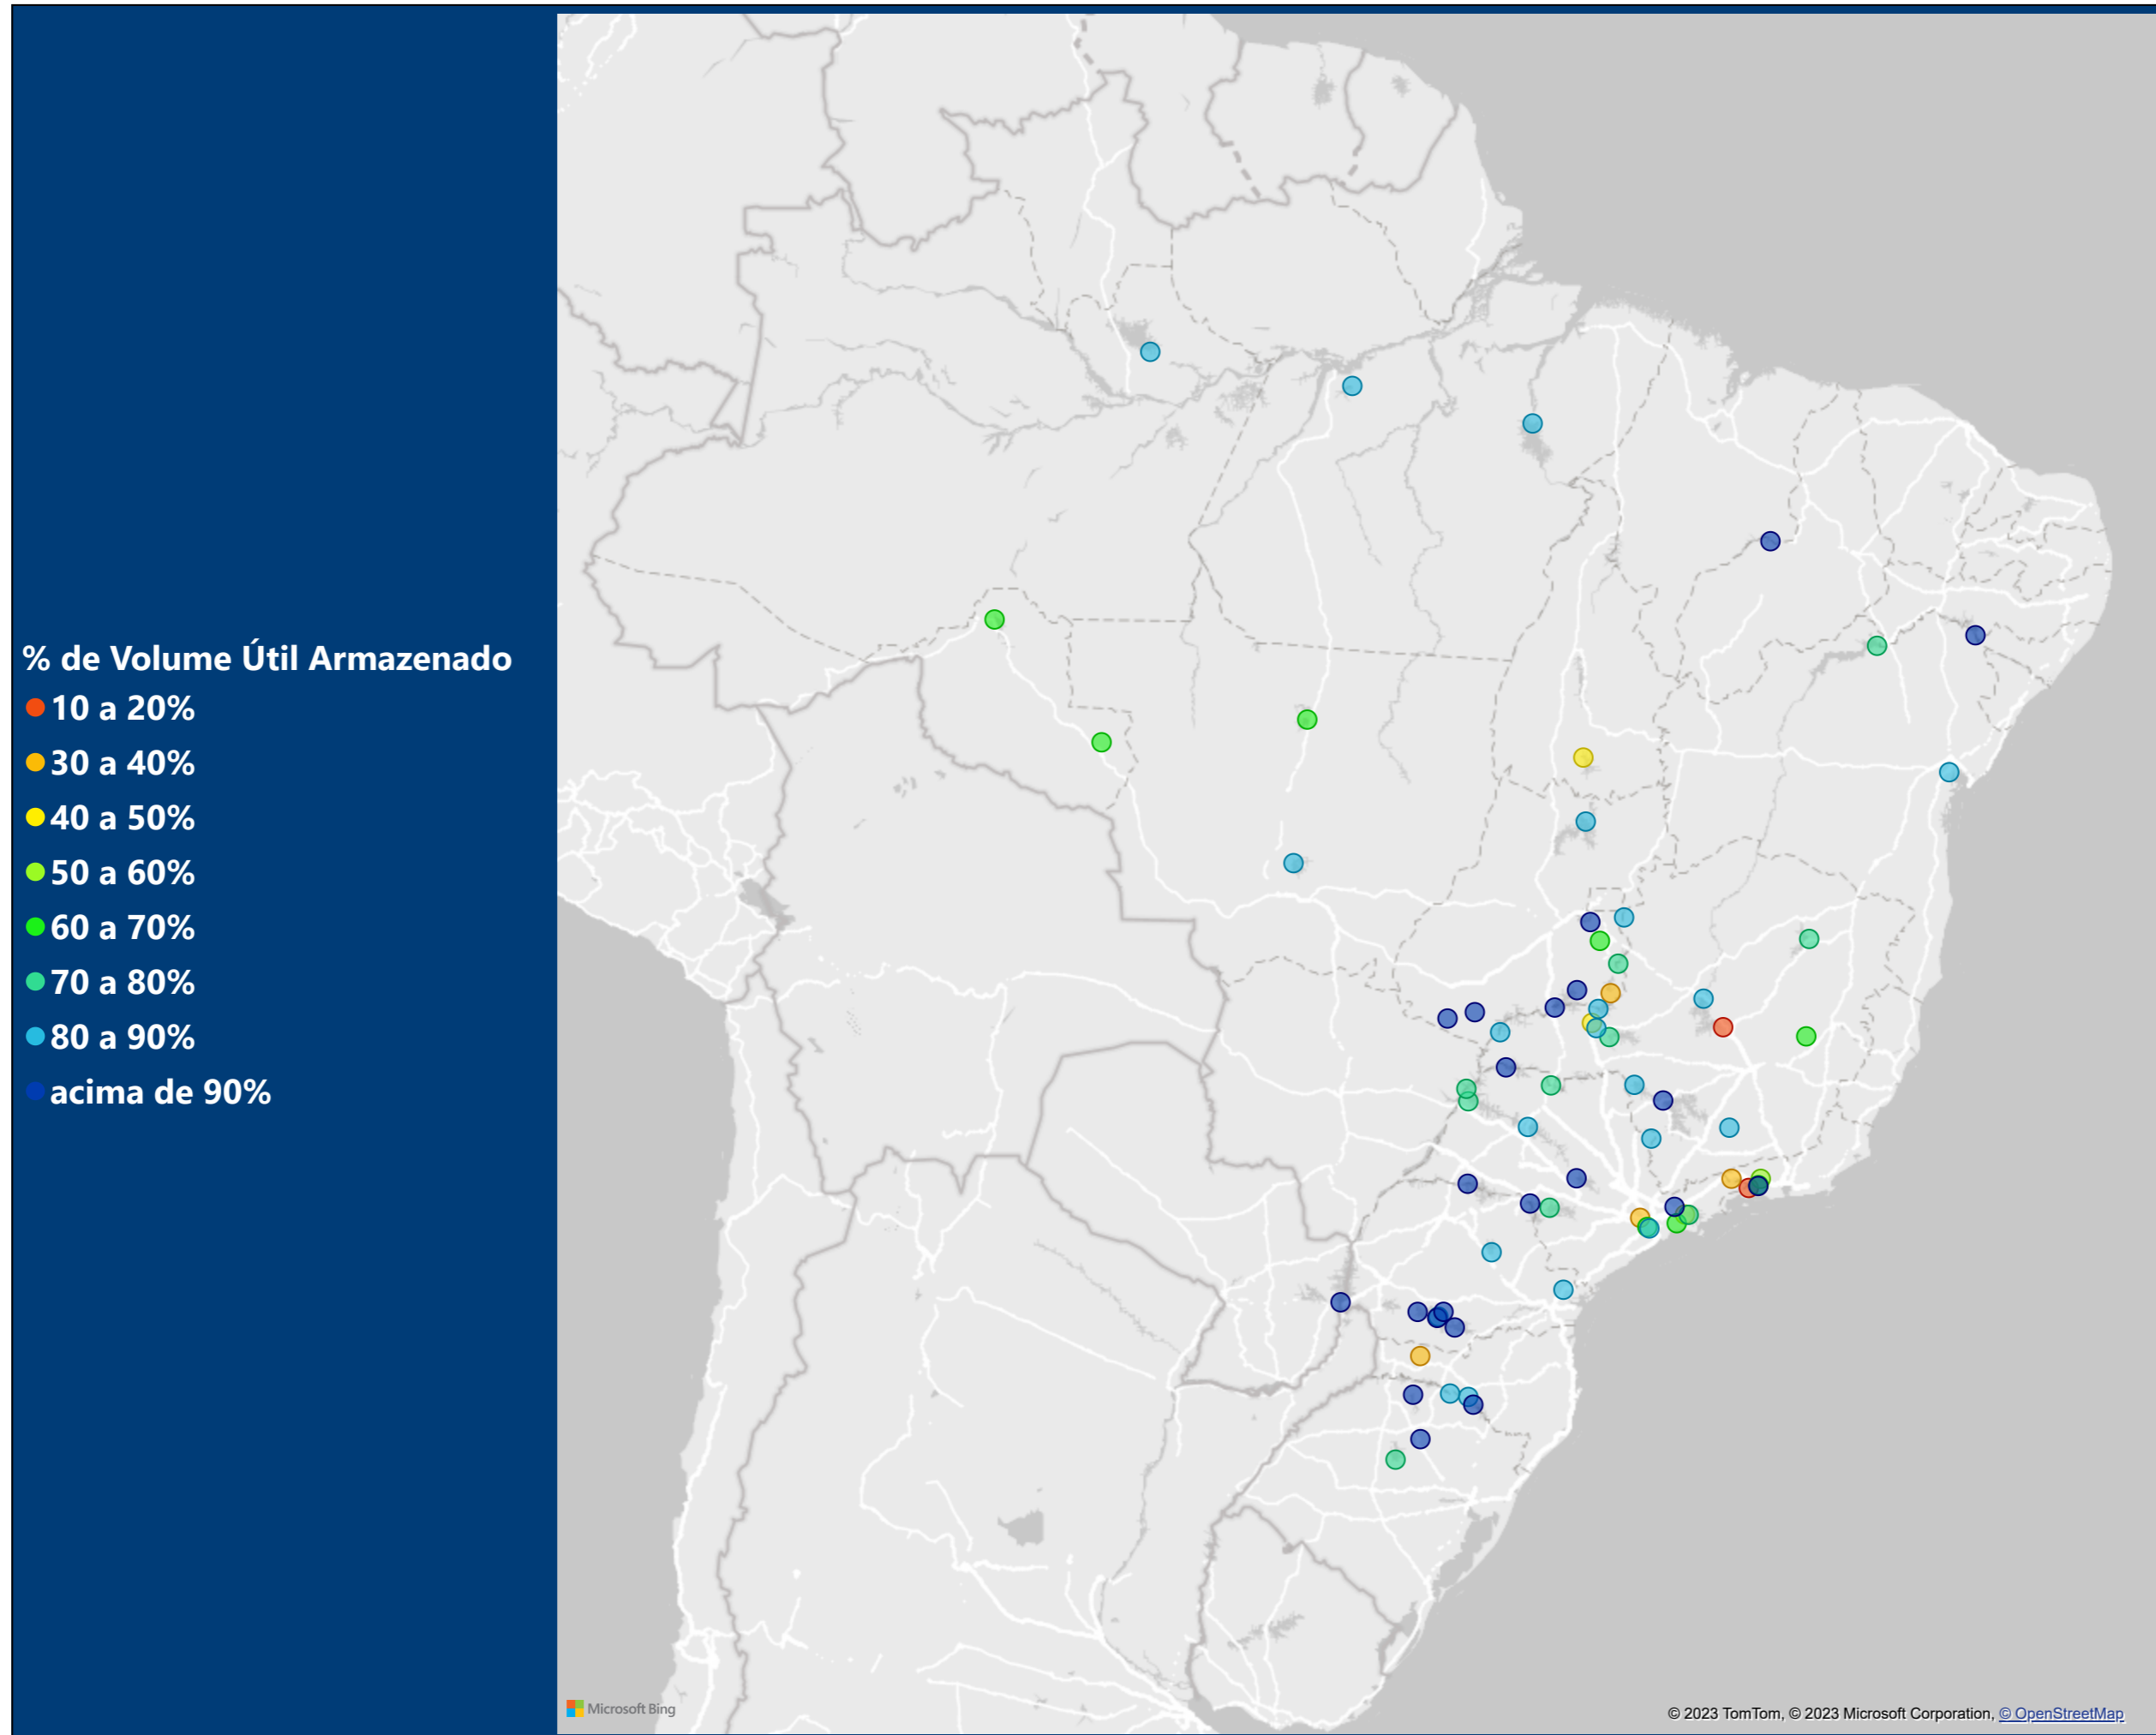 % de Volume Útil Armazenado
10 a 20%
30 a 40%
40 a 50%
50 a 60%
60 a 70%
70 a 80%
80 a 90%
acima de 90%
Microsoft Bing
© 2023 TomTom, © 2023 Microsoft Corporation, © OpenStreetMap